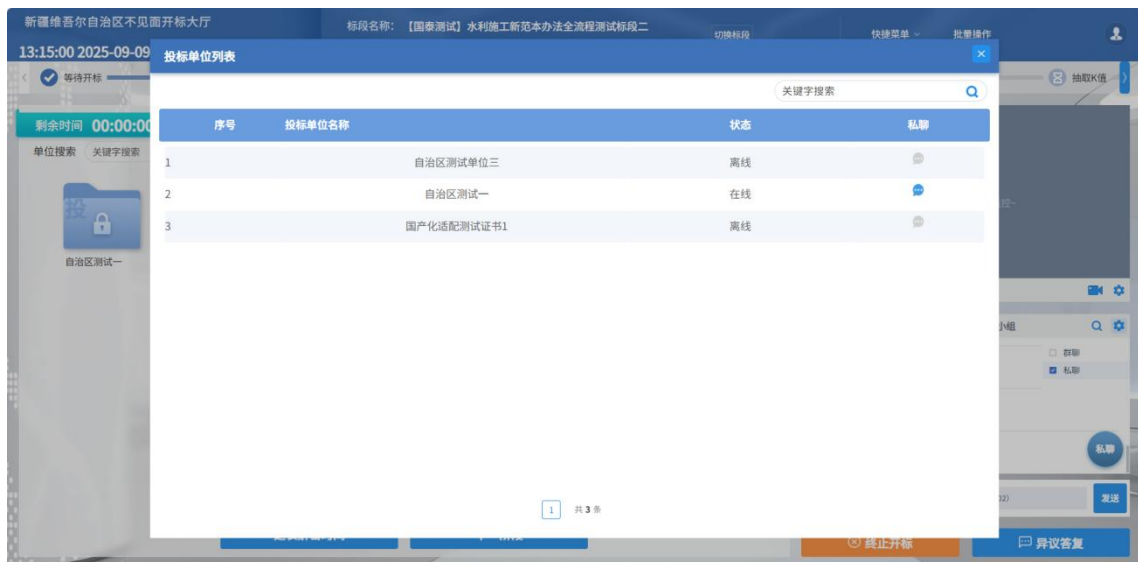 新疆维吾尔自治区不见面开标大厅
标段名称： 【国泰测试】水利施工新范本办法全流程测试标段二
切换标段
快捷菜单
批量操作
13:15:00 2025-09-09
投标单位列表
等待开标
抽取K值
关键字搜索
剩余时间 00:00:00
序号 投标单位名称 状态 私聊
单位搜索 关键字搜索
1 自治区测试单位三 离线
2 自治区测试一 在线
3 国产化适配测试证书1 离线
投
自治区测试一
小组
群聊
私聊
私聊
1 共 3 条
发送
终止开标
异议答复